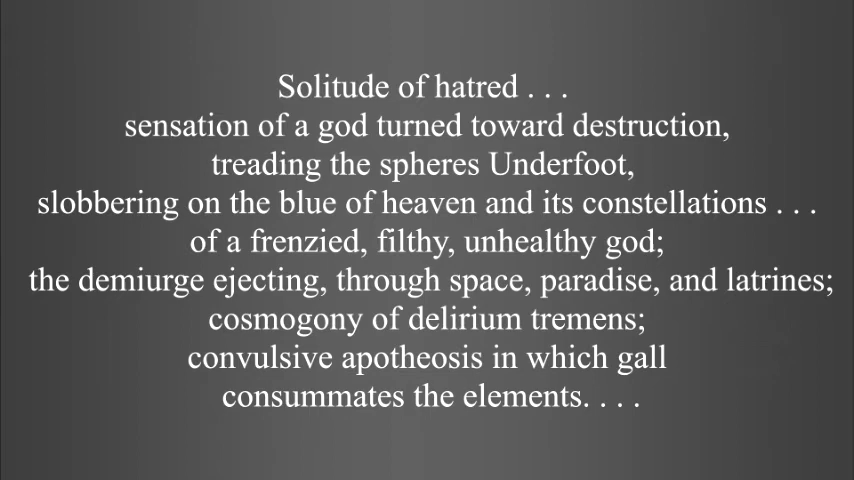 Solitude of hatred . . .
sensation of a god turned toward destruction,
treading the spheres Underfoot,
slobbering on the blue of heaven and its constellations . . .
of a frenzied, filthy, unhealthy god;
the demiurge ejecting, through space, paradise, and latrines;
cosmogony of delirium tremens;
convulsive apotheosis in which gall
consummates the elements. . . .